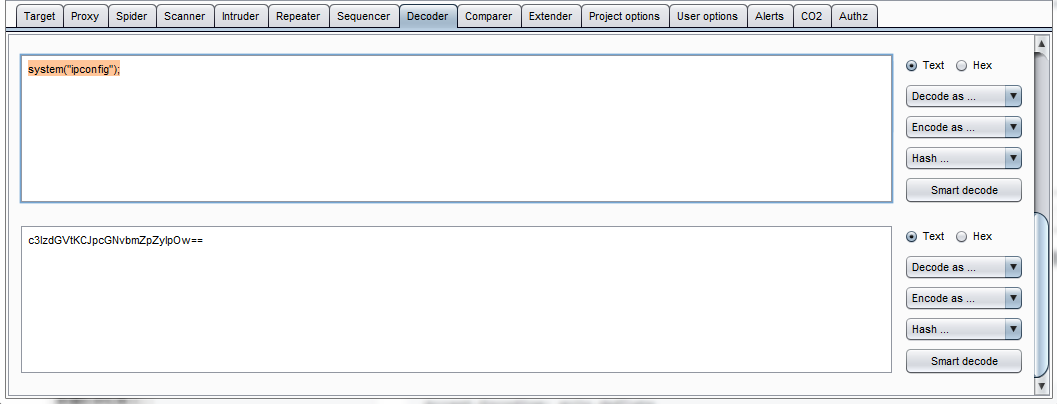 Target Proxy Spider Scanner Intruder Repeater Sequencer Decoder Comparer Extender Project options User options Alerts CO2 Authz
system("ipconfig");
Text Hex
Decode as ...
Encode as ...
Hash ...
Smart decode
c3lzdGVtKCJpcGNvbmZpZyIpOw==
Text Hex
Decode as ...
Encode as ...
Hash ...
Smart decode